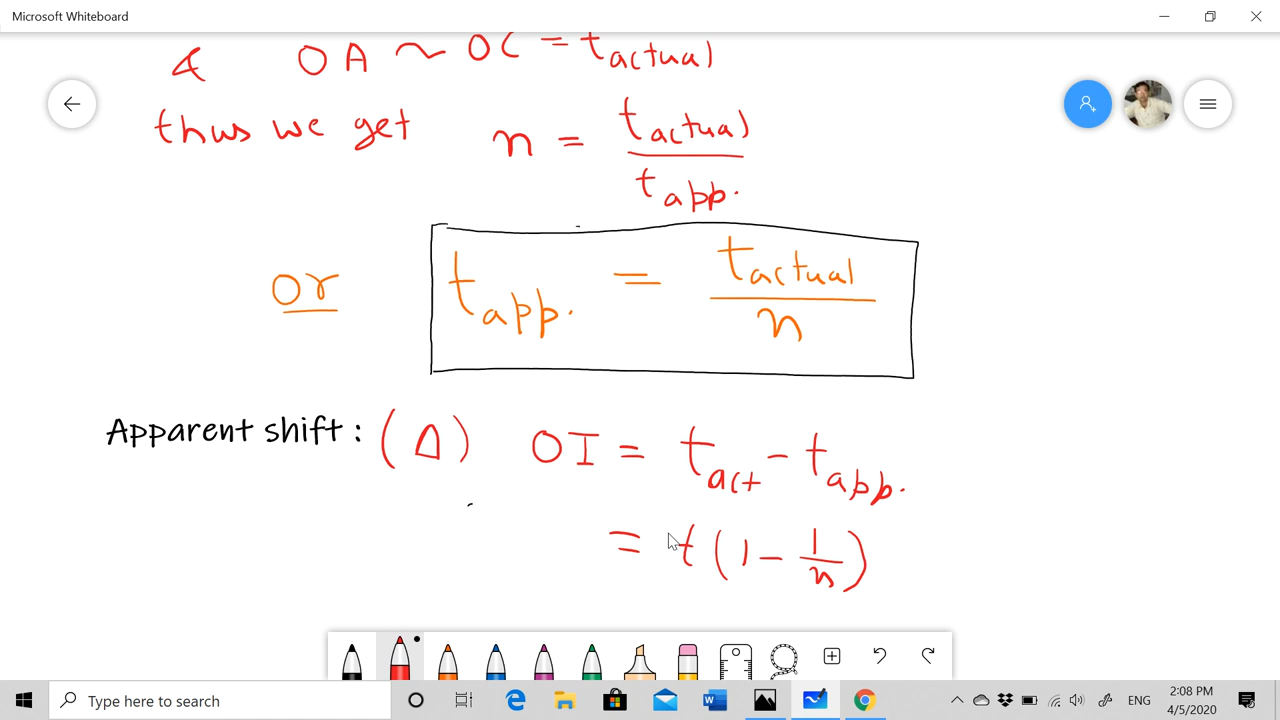 Microsoft Whiteboard
& OA ~ OC = tactual
thus we get n = tactual / tapp.
or tapp. = tactual / n
Apparent shift : (Δ) OI = tact - tapp.
= t (1 - 1/n)
Type here to search
ENG
2:08 PM
4/5/2020